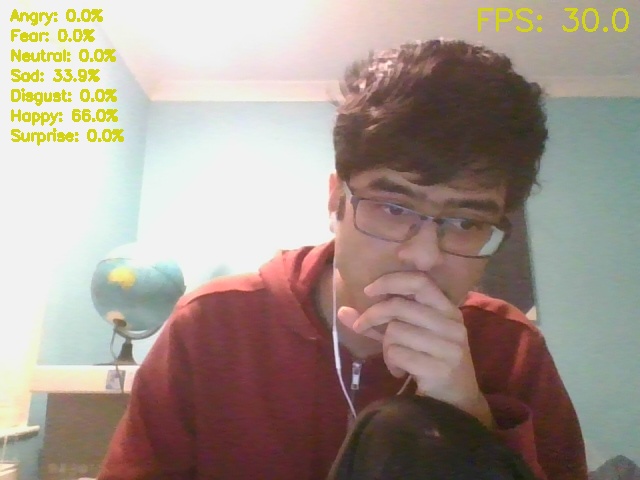 Angry: 0.0%
FPS: 30.0
Fear: 0.0%
Neutral: 0.0%
Sad: 33.9%
Disgust: 0.0%
Happy: 66.0%
Surprise: 0.0%